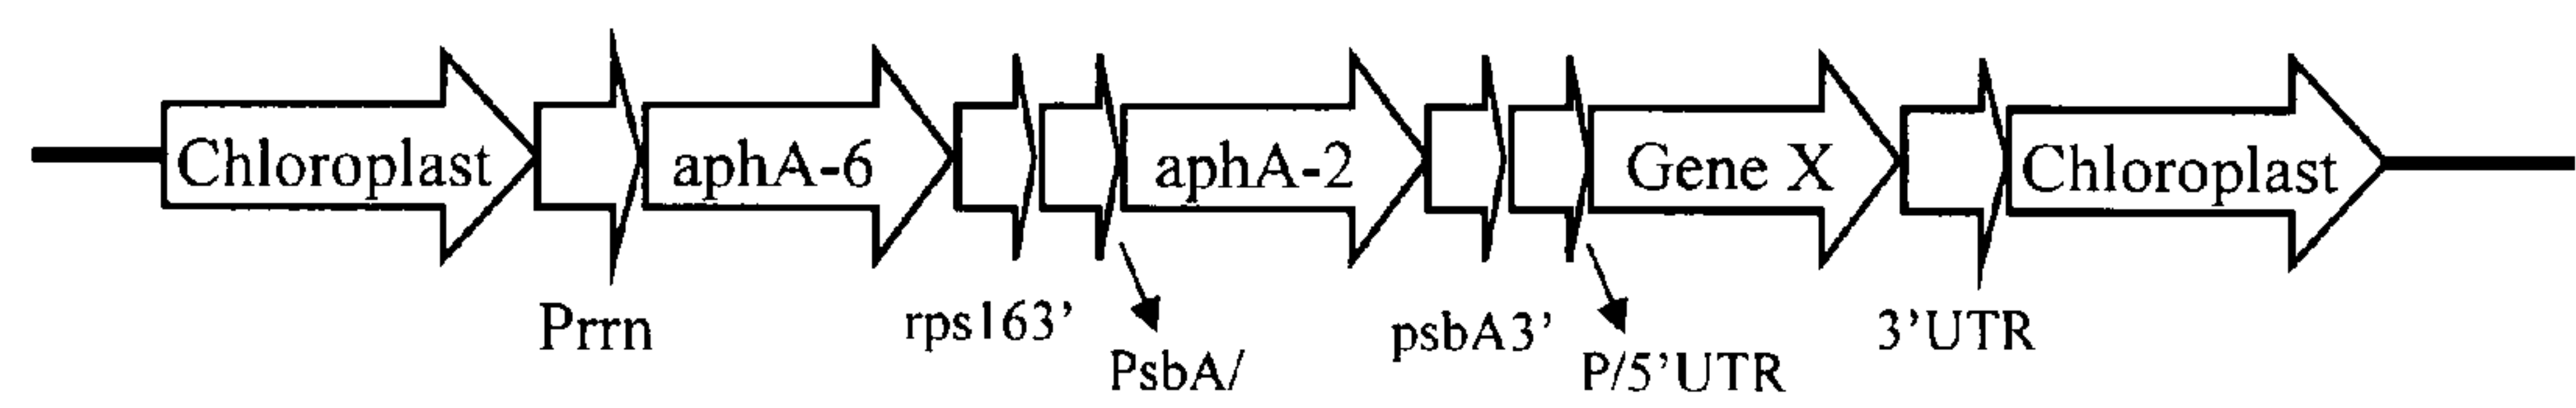 Chloroplast aphA-6 aphA-2 Gene X Chloroplast
Prrn rps163' psbA3' 3'UTR
PsbA/ P/5'UTR